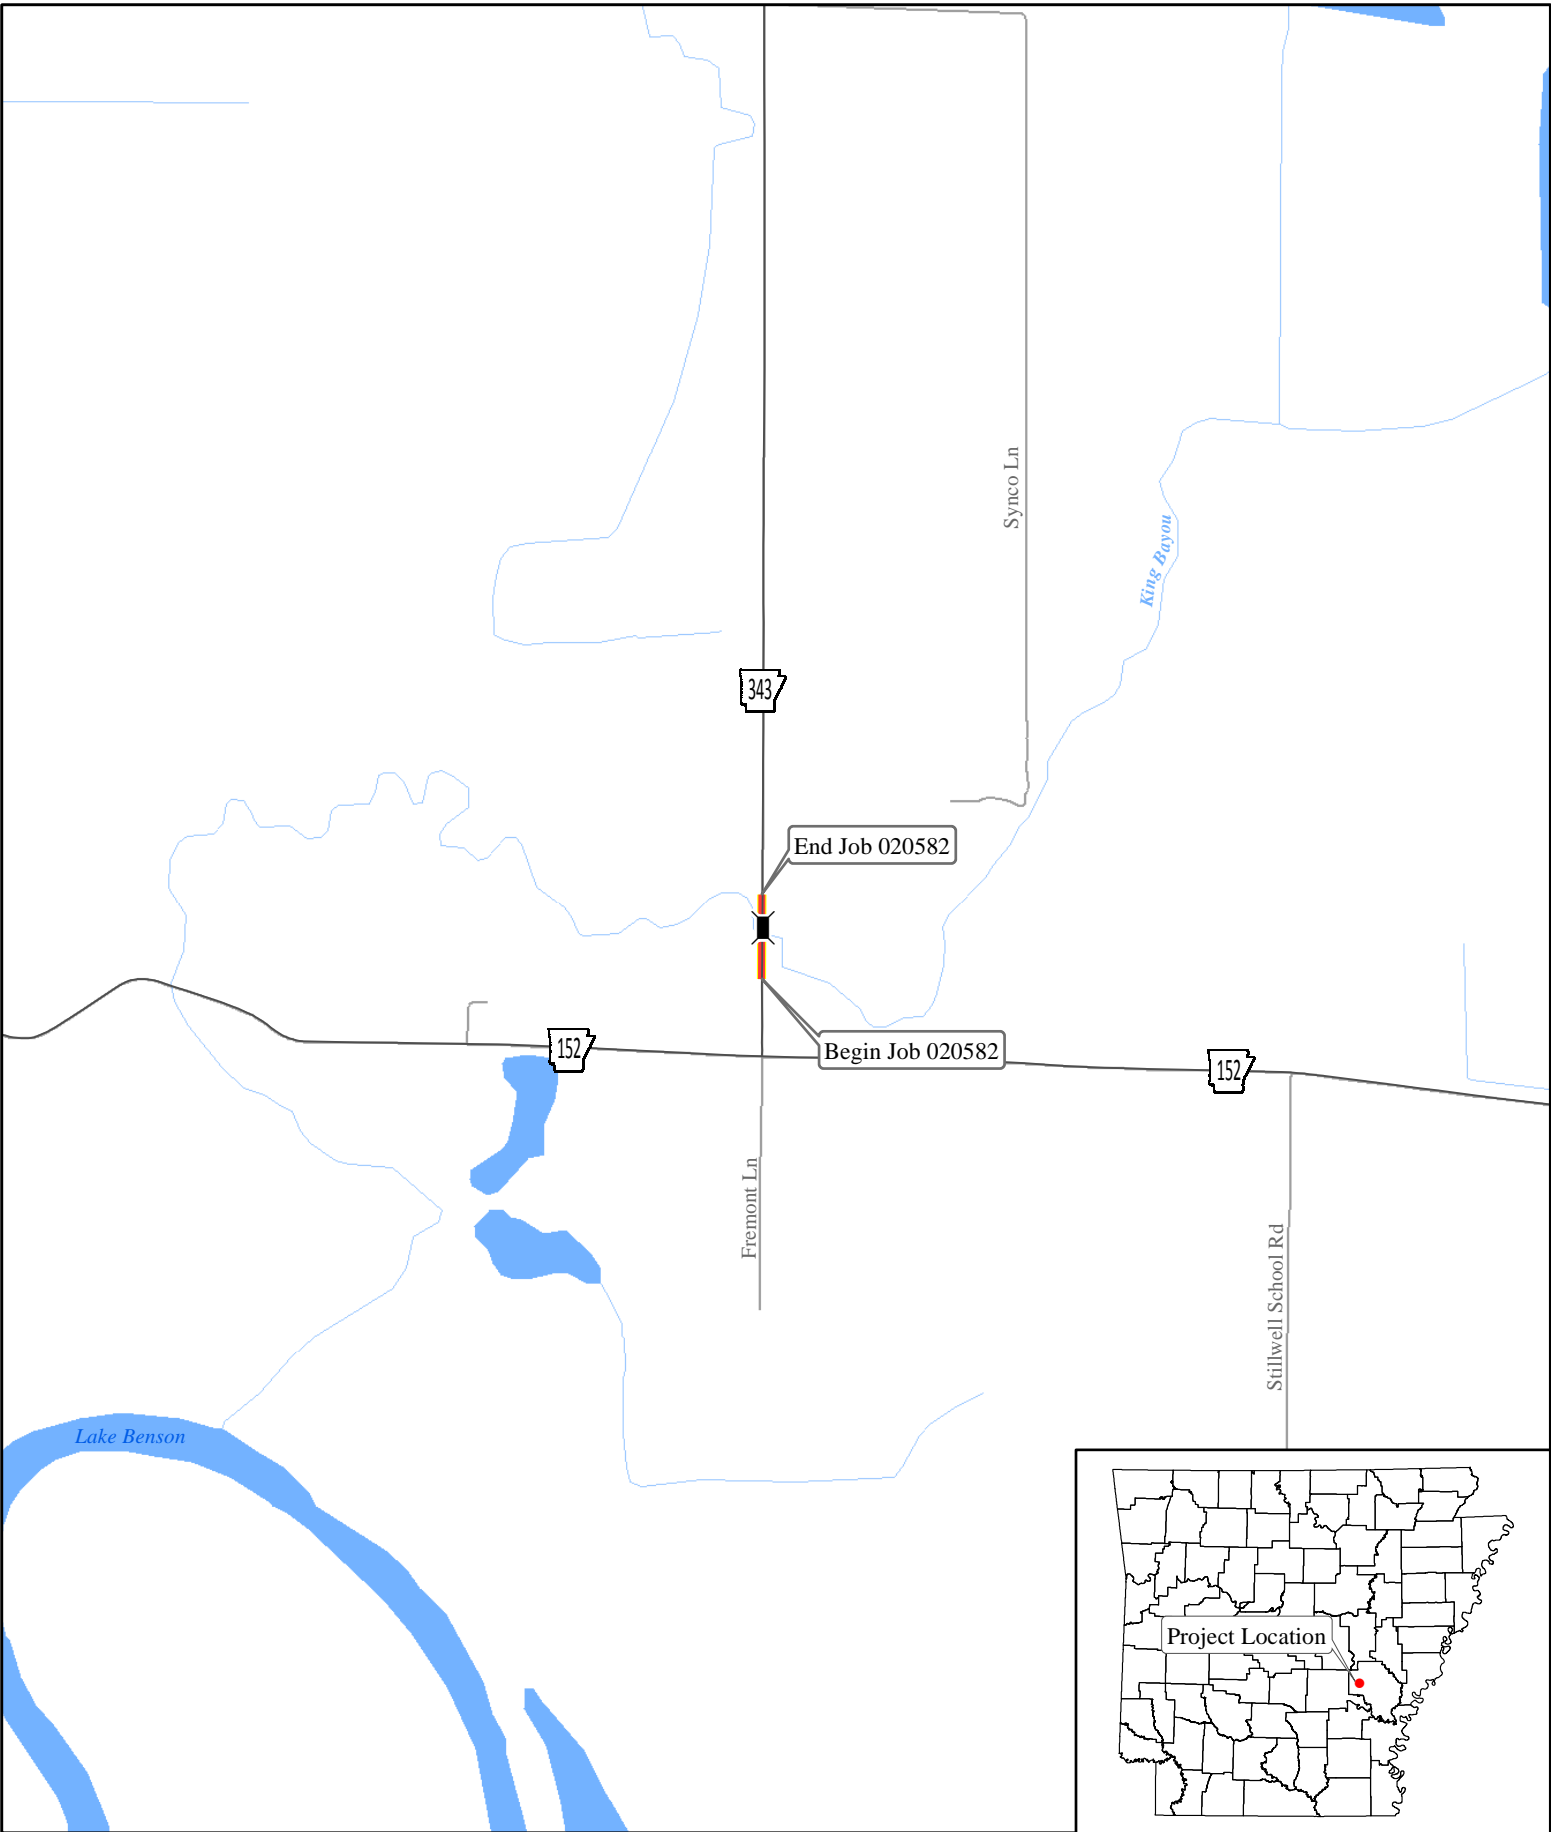 Synco Ln
King Bayou
343
End Job 020582
152
Begin Job 020582
152
Fremont Ln
Stillwell School Rd
Lake Benson
Project Location